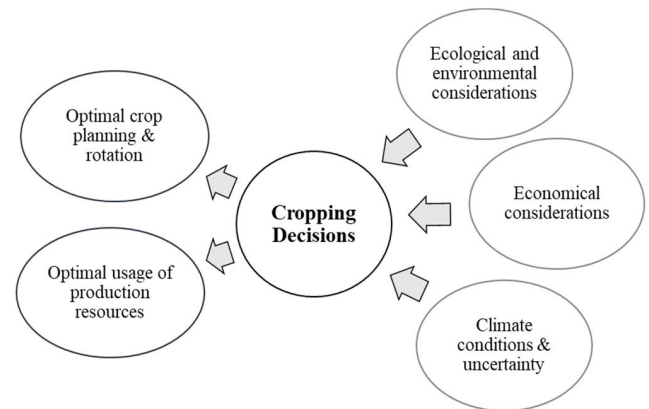 Ecological and
environmental
considerations
Optimal crop
planning &
rotation
Economical
considerations
Cropping
Decisions
Optimal usage of
production
resources
Climate
conditions &
uncertainty